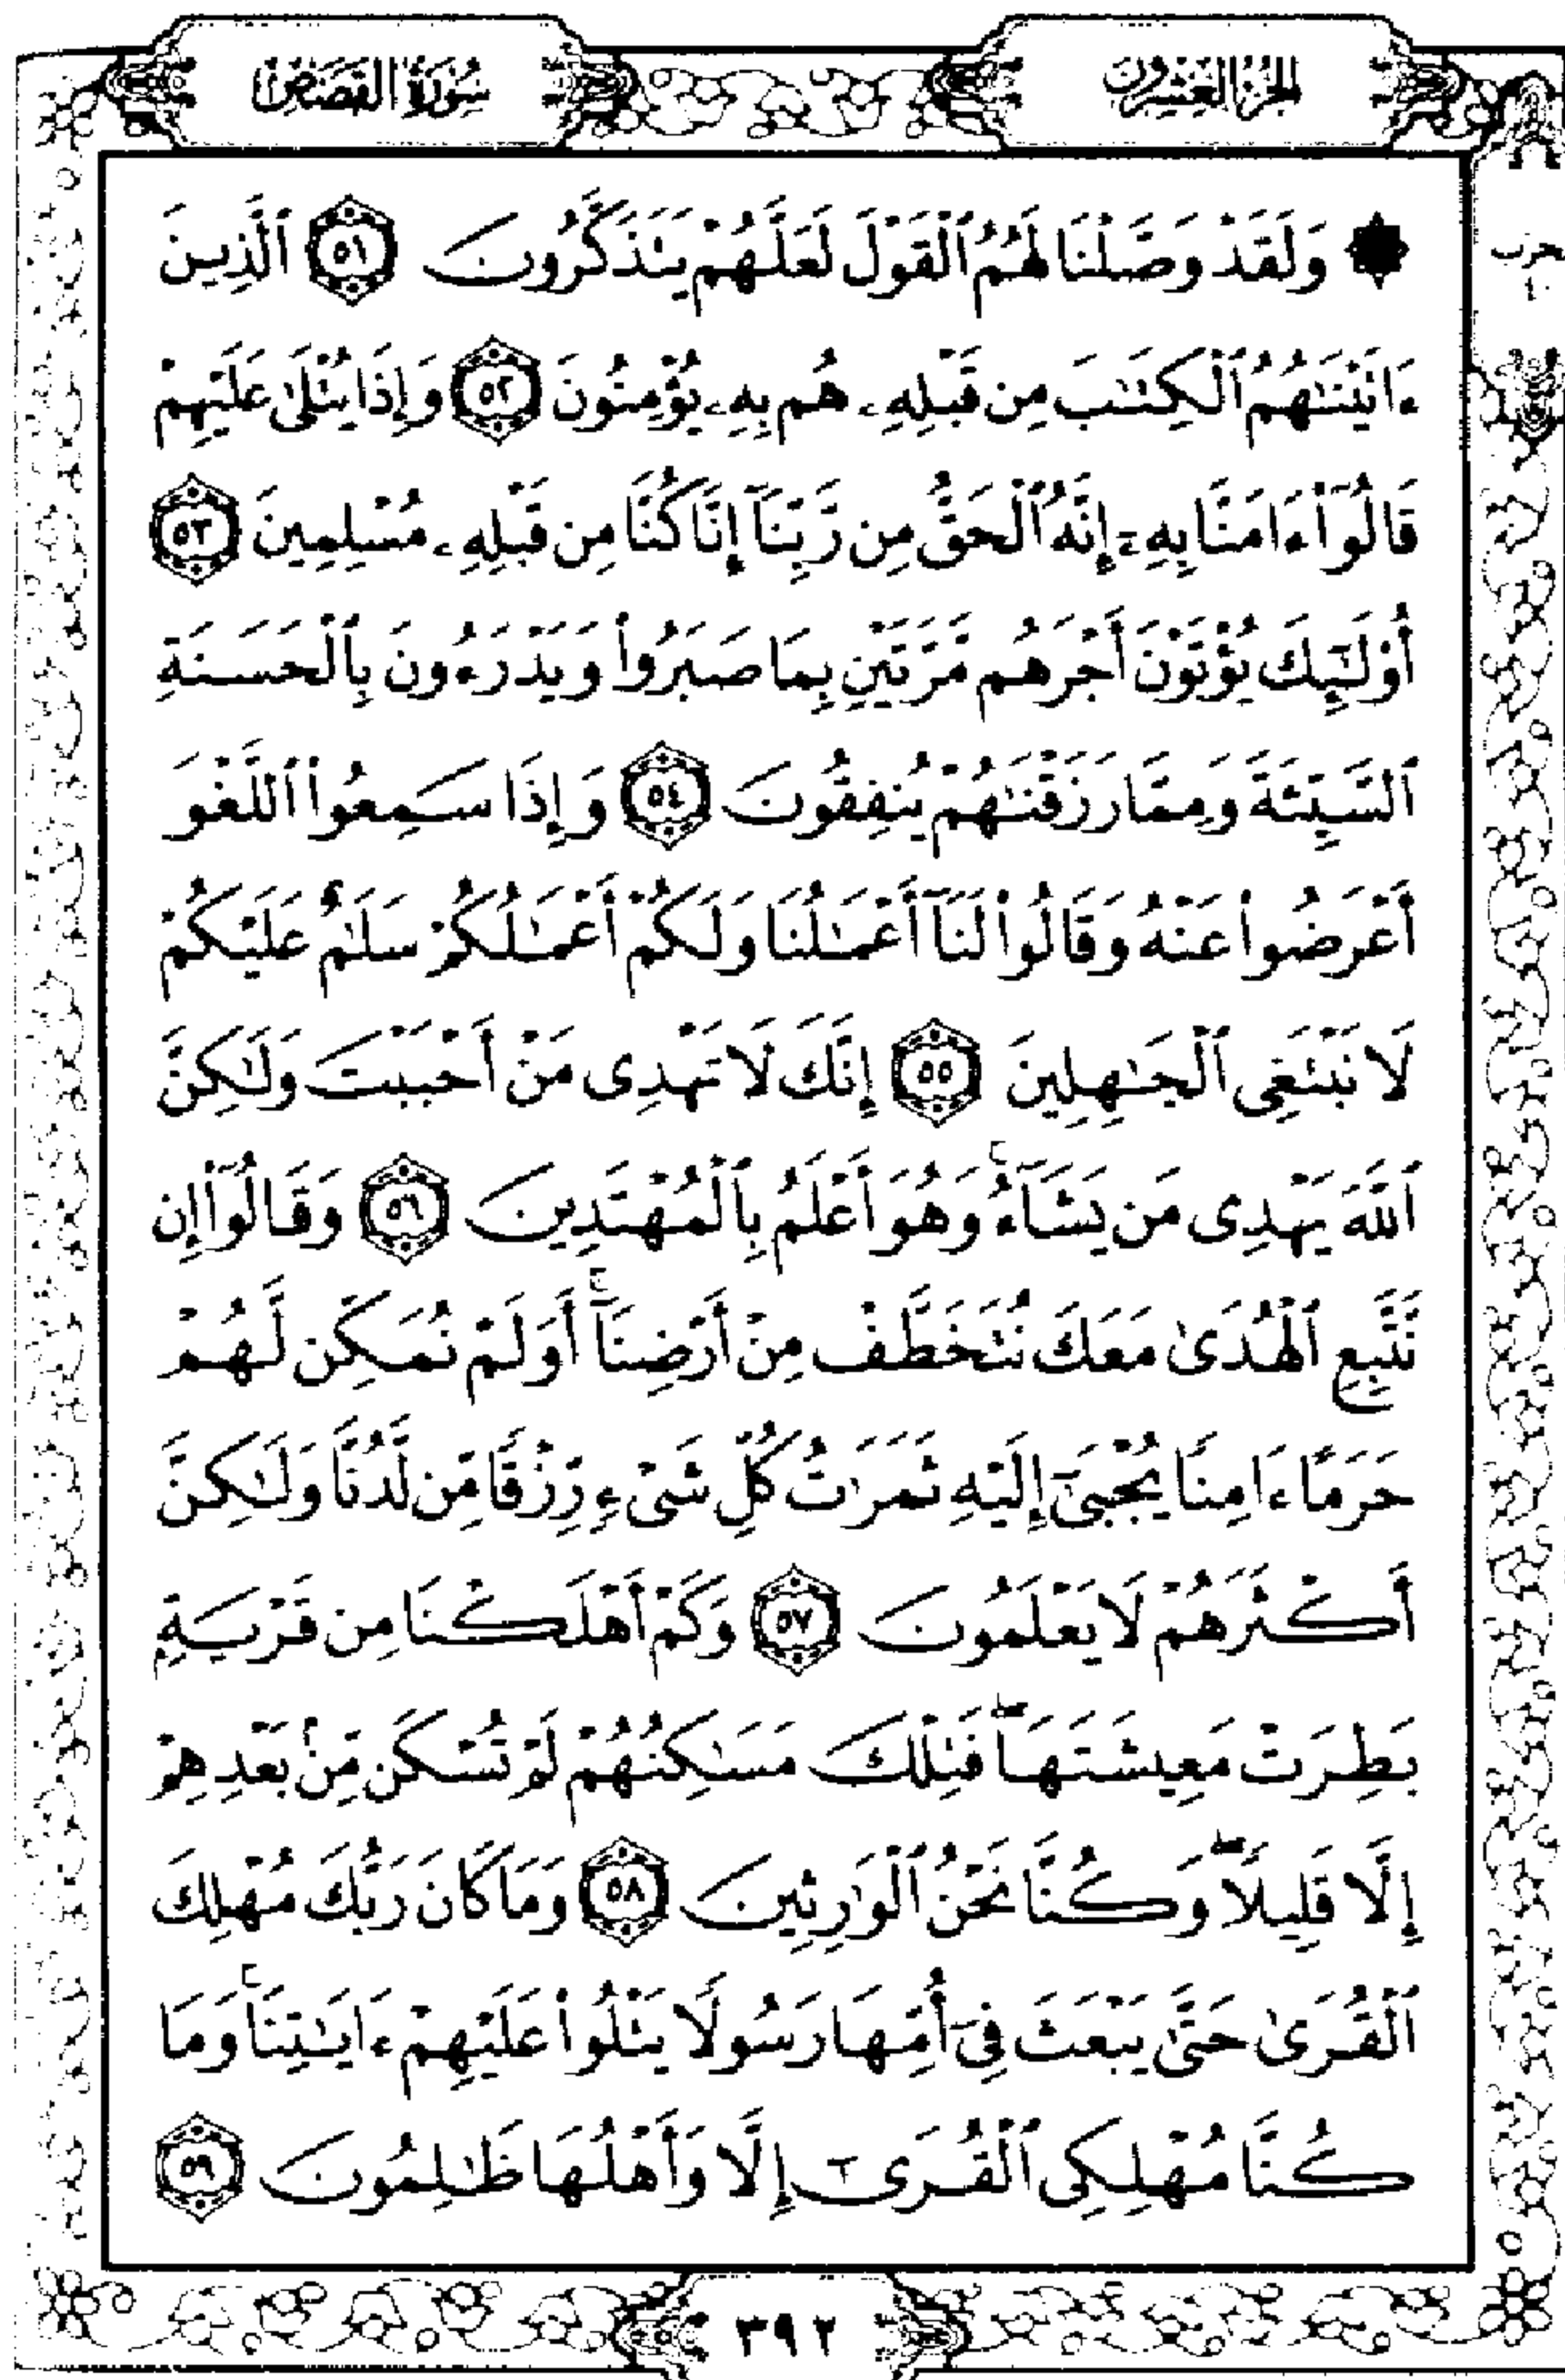 الجزء العشرون
سورة القصص
۞ وَلَقَدْ وَصَّلْنَا لَهُمُ ٱلْقَوْلَ لَعَلَّهُمْ يَتَذَكَّرُونَ ٥١ ٱلَّذِينَ
ءَاتَيْنَٰهُمُ ٱلْكِتَٰبَ مِن قَبْلِهِۦ هُم بِهِۦ يُؤْمِنُونَ ٥٢ وَإِذَا يُتْلَىٰ عَلَيْهِمْ
قَالُوٓا۟ ءَامَنَّا بِهِۦٓ إِنَّهُ ٱلْحَقُّ مِن رَّبِّنَآ إِنَّا كُنَّا مِن قَبْلِهِۦ مُسْلِمِينَ ٥٣
أُو۟لَٰٓئِكَ يُؤْتَوْنَ أَجْرَهُم مَّرَّتَيْنِ بِمَا صَبَرُوا۟ وَيَدْرَءُونَ بِٱلْحَسَنَةِ
ٱلسَّيِّئَةَ وَمِمَّا رَزَقْنَٰهُمْ يُنفِقُونَ ٥٤ وَإِذَا سَمِعُوا۟ ٱللَّغْوَ
أَعْرَضُوا۟ عَنْهُ وَقَالُوا۟ لَنَآ أَعْمَٰلُنَا وَلَكُمْ أَعْمَٰلُكُمْ سَلَٰمٌ عَلَيْكُمْ
لَا نَبْتَغِى ٱلْجَٰهِلِينَ ٥٥ إِنَّكَ لَا تَهْدِى مَنْ أَحْبَبْتَ وَلَٰكِنَّ
ٱللَّهَ يَهْدِى مَن يَشَآءُ ۚ وَهُوَ أَعْلَمُ بِٱلْمُهْتَدِينَ ٥٦ وَقَالُوٓا۟ إِن
نَّتَّبِعِ ٱلْهُدَىٰ مَعَكَ نُتَخَطَّفْ مِنْ أَرْضِنَآ ۚ أَوَلَمْ نُمَكِّن لَّهُمْ
حَرَمًا ءَامِنًا يُجْبَىٰٓ إِلَيْهِ ثَمَرَٰتُ كُلِّ شَىْءٍ رِّزْقًا مِّن لَّدُنَّا وَلَٰكِنَّ
أَكْثَرَهُمْ لَا يَعْلَمُونَ ٥٧ وَكَمْ أَهْلَكْنَا مِن قَرْيَةٍۭ
بَطِرَتْ مَعِيشَتَهَا ۖ فَتِلْكَ مَسَٰكِنُهُمْ لَمْ تُسْكَن مِّنۢ بَعْدِهِمْ
إِلَّا قَلِيلًا ۖ وَكُنَّا نَحْنُ ٱلْوَٰرِثِينَ ٥٨ وَمَا كَانَ رَبُّكَ مُهْلِكَ
ٱلْقُرَىٰ حَتَّىٰ يَبْعَثَ فِىٓ أُمِّهَا رَسُولًا يَتْلُوا۟ عَلَيْهِمْ ءَايَٰتِنَا ۚ وَمَا
كُنَّا مُهْلِكِى ٱلْقُرَىٰٓ إِلَّا وَأَهْلُهَا ظَٰلِمُونَ ٥٩
٣٩٢